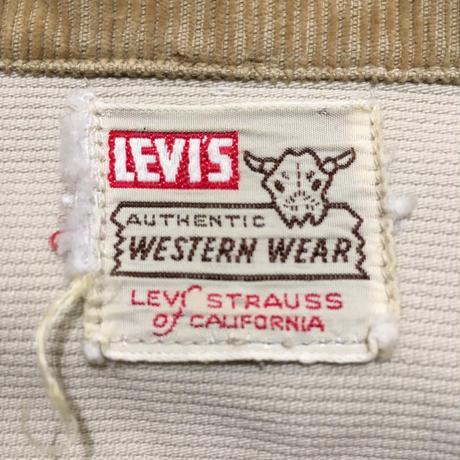 LEVI'S
AUTHENTIC
WESTERN WEAR
LEVI STRAUSS
of CALIFORNIA